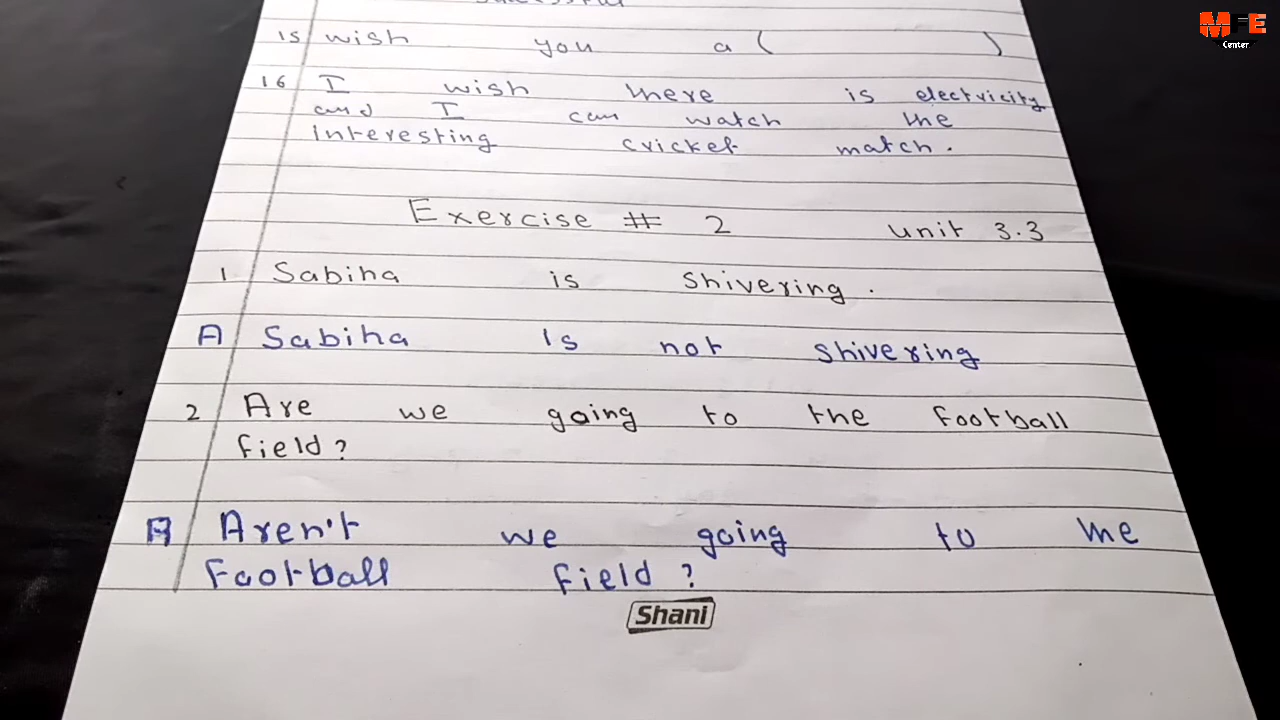 MFE
Center
15 wish you a ( )
16 I wish there is electricity
and I can watch the
interesting cricket match.
Exercise # 2 unit 3.3
1. Sabiha is shivering.
A Sabiha is not shivering
2 Are we going to the football
field?
A Aren't we going to the
Football field?
Shani